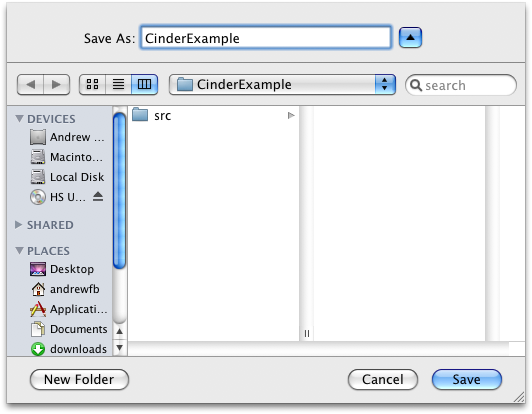 Save As: CinderExample
CinderExample
search
DEVICES
Andrew ...
Macinto...
Local Disk
HS U...
SHARED
PLACES
Desktop
andrewfb
Applicati...
Documents
downloads
src
New Folder
Cancel
Save